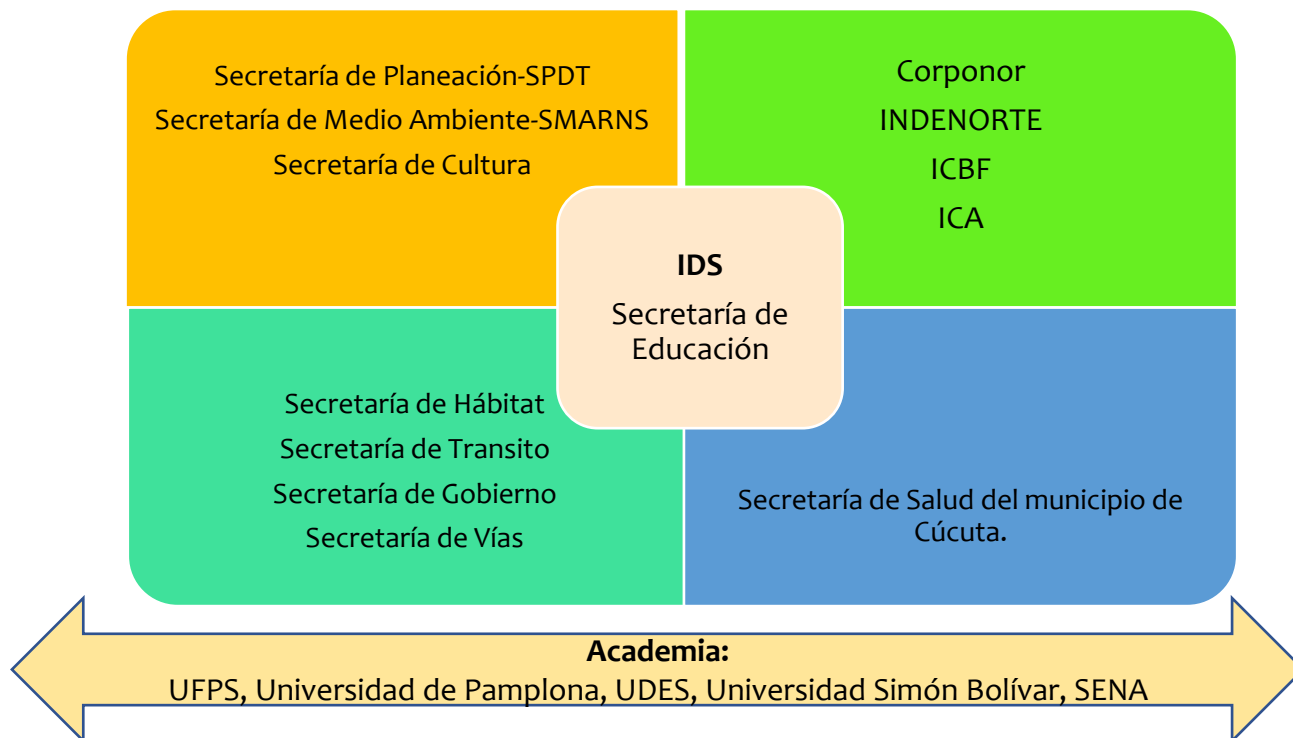 Secretaría de Planeación-SPDT
Secretaría de Medio Ambiente-SMARNS
Secretaría de Cultura
Corponor
INDENORTE
ICBF
ICA
IDS
Secretaría de
Educación
Secretaría de Hábitat
Secretaría de Transito
Secretaría de Gobierno
Secretaría de Vías
Secretaría de Salud del municipio de
Cúcuta.
Academia:
UFPS, Universidad de Pamplona, UDES, Universidad Simón Bolívar, SENA